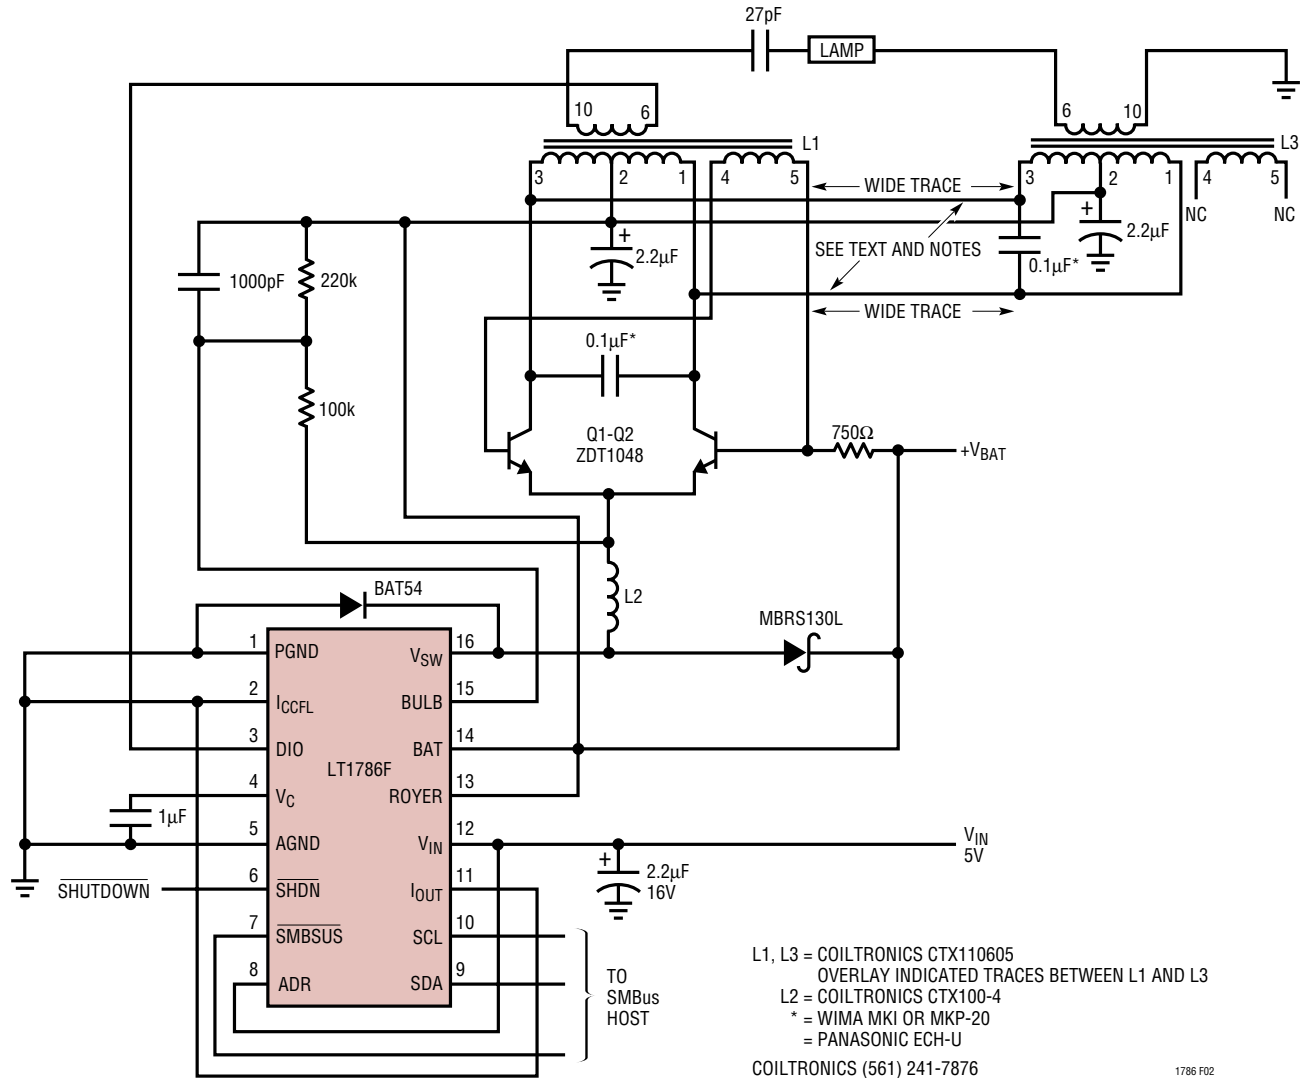 27pF
LAMP
10
6
6
10
L1
L3
3
2
1
4
5
WIDE TRACE
3
2
1
4
5
NC
NC
+
2.2µF
+
2.2µF
SEE TEXT AND NOTES
0.1µF*
1000pF
220k
WIDE TRACE
0.1µF*
100k
Q1-Q2
ZDT1048
750Ω
+VBAT
L2
BAT54
MBRS130L
1
PGND
VSW
16
2
ICCFL
BULB
15
3
DIO
BAT
14
LT1786F
4
VC
ROYER
13
1µF
5
AGND
VIN
12
VIN
5V
+
2.2µF
16V
SHUTDOWN
6
SHDN
IOUT
11
7
SMBSUS
SCL
10
8
ADR
SDA
9
TO
SMBus
HOST
L1, L3 = COILTRONICS CTX110605
OVERLAY INDICATED TRACES BETWEEN L1 AND L3
L2 = COILTRONICS CTX100-4
* = WIMA MKI OR MKP-20
= PANASONIC ECH-U
COILTRONICS (561) 241-7876
1786 F02